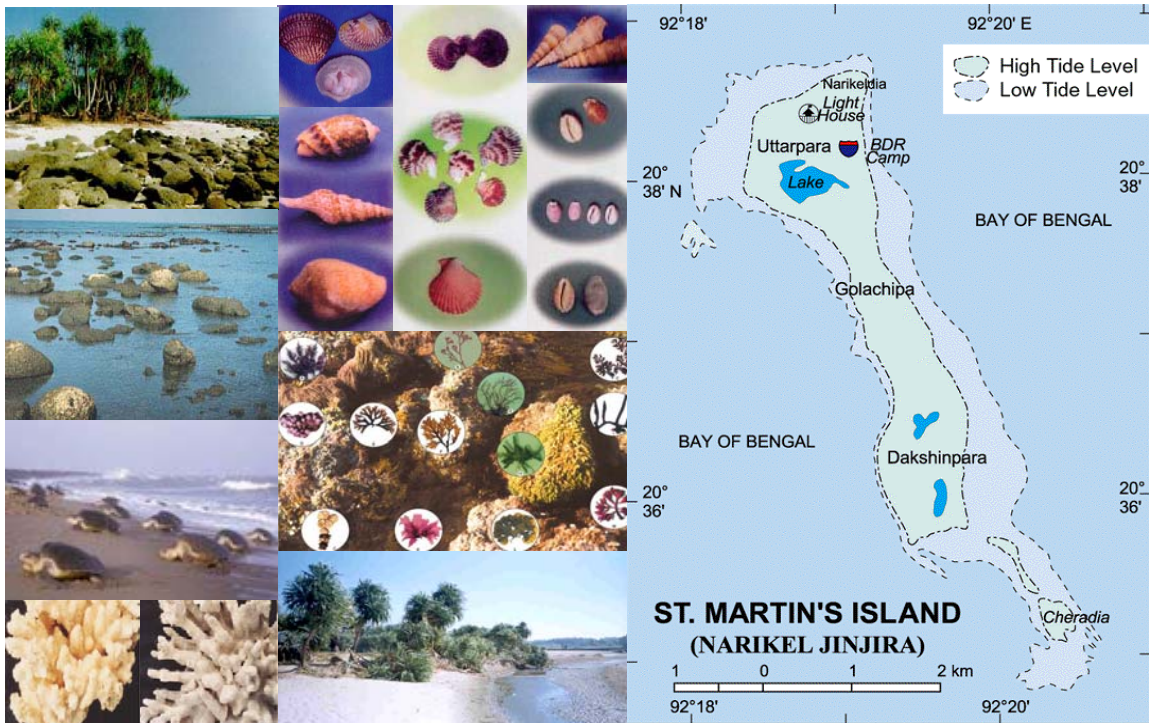 92°18'
92°20' E
High Tide Level
Low Tide Level
Narikeldia
Light
House
Uttarpara
BDR
Camp
20°
38' N
Lake
20°
38'
BAY OF BENGAL
Golachipa
BAY OF BENGAL
Dakshinpara
20°
36'
20°
36'
ST. MARTIN'S ISLAND
(NARIKEL JINJIRA)
Cheradia
1 0 1 2 km
92°18'
92°20'